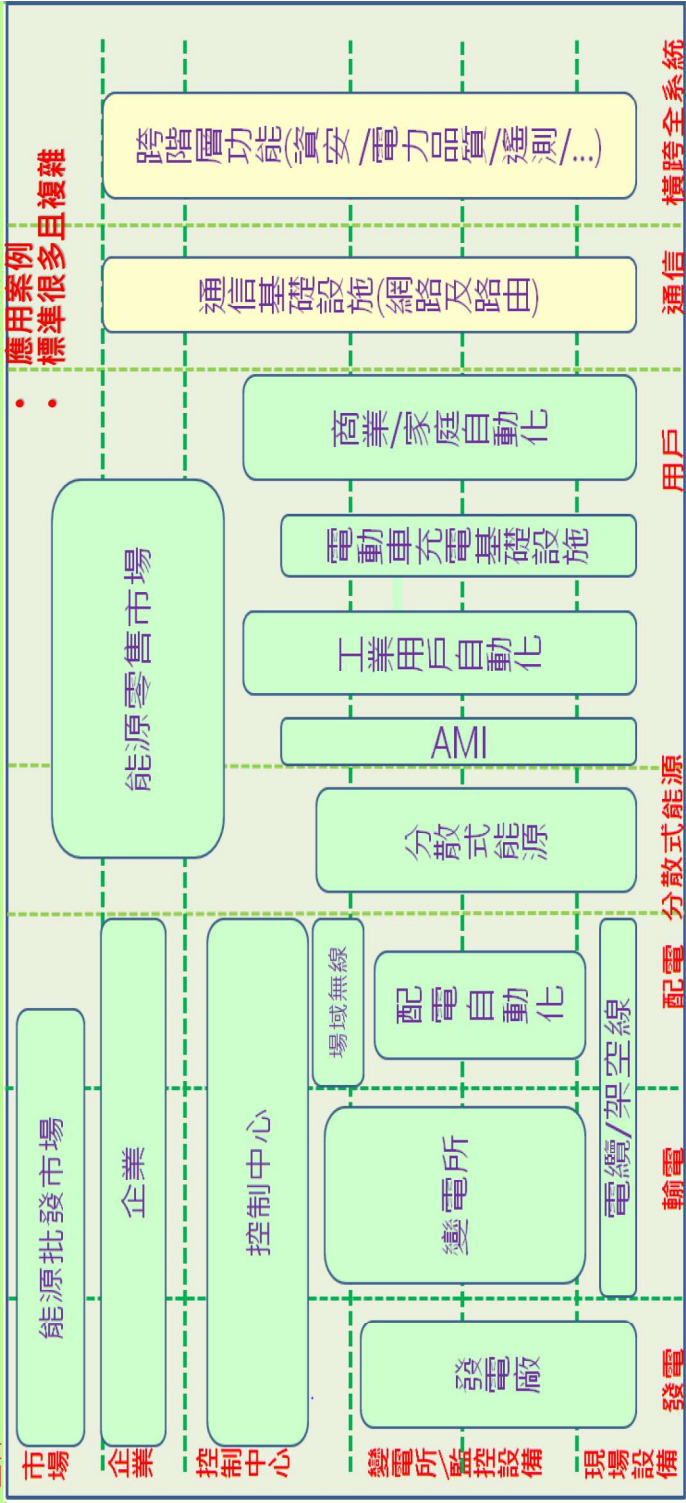 應用案例
：標準很多且複雜
市場
企業
控制中心
變電所/監控設備
現場設備
能源批發市場
企業
控制中心
發電廠
變電所
場域無線
配電自動化
電纜/架空線
能源零售市場
分散式能源
AMI
工業用戶自動化
電動車充電基礎設施
商業/家庭自動化
通信基礎設施(網路及路由)
跨階層功能(資安/電力品質/遙測/…)
發電
輸電
配電
分散式能源
用戶
通信
橫跨全系統